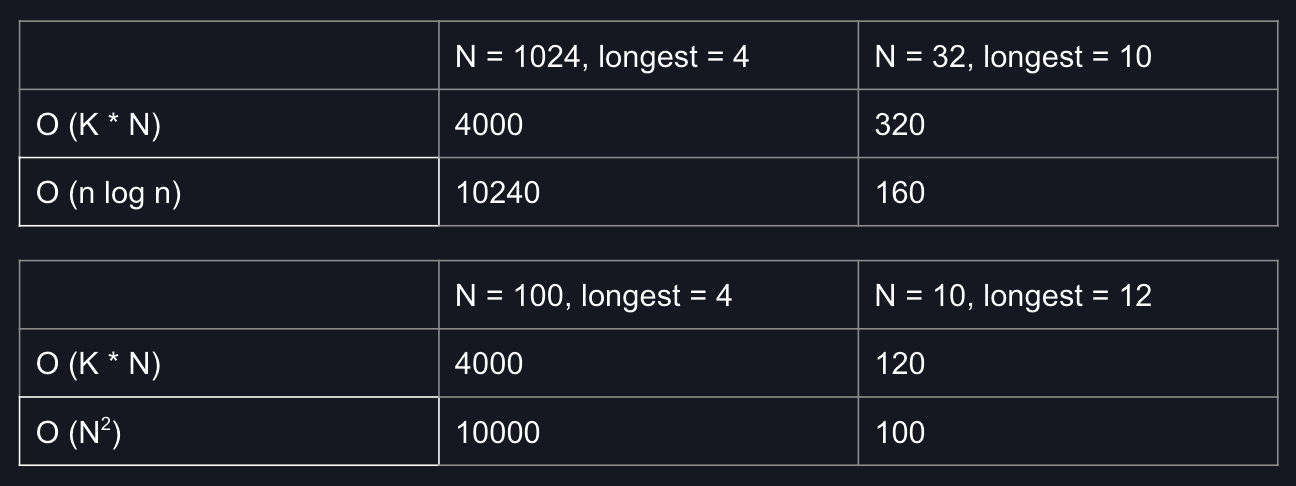 N = 1024, longest = 4 N = 32, longest = 10
O (K * N) 4000 320
O (n log n) 10240 160
N = 100, longest = 4 N = 10, longest = 12
O (K * N) 4000 120
O (N²) 10000 100